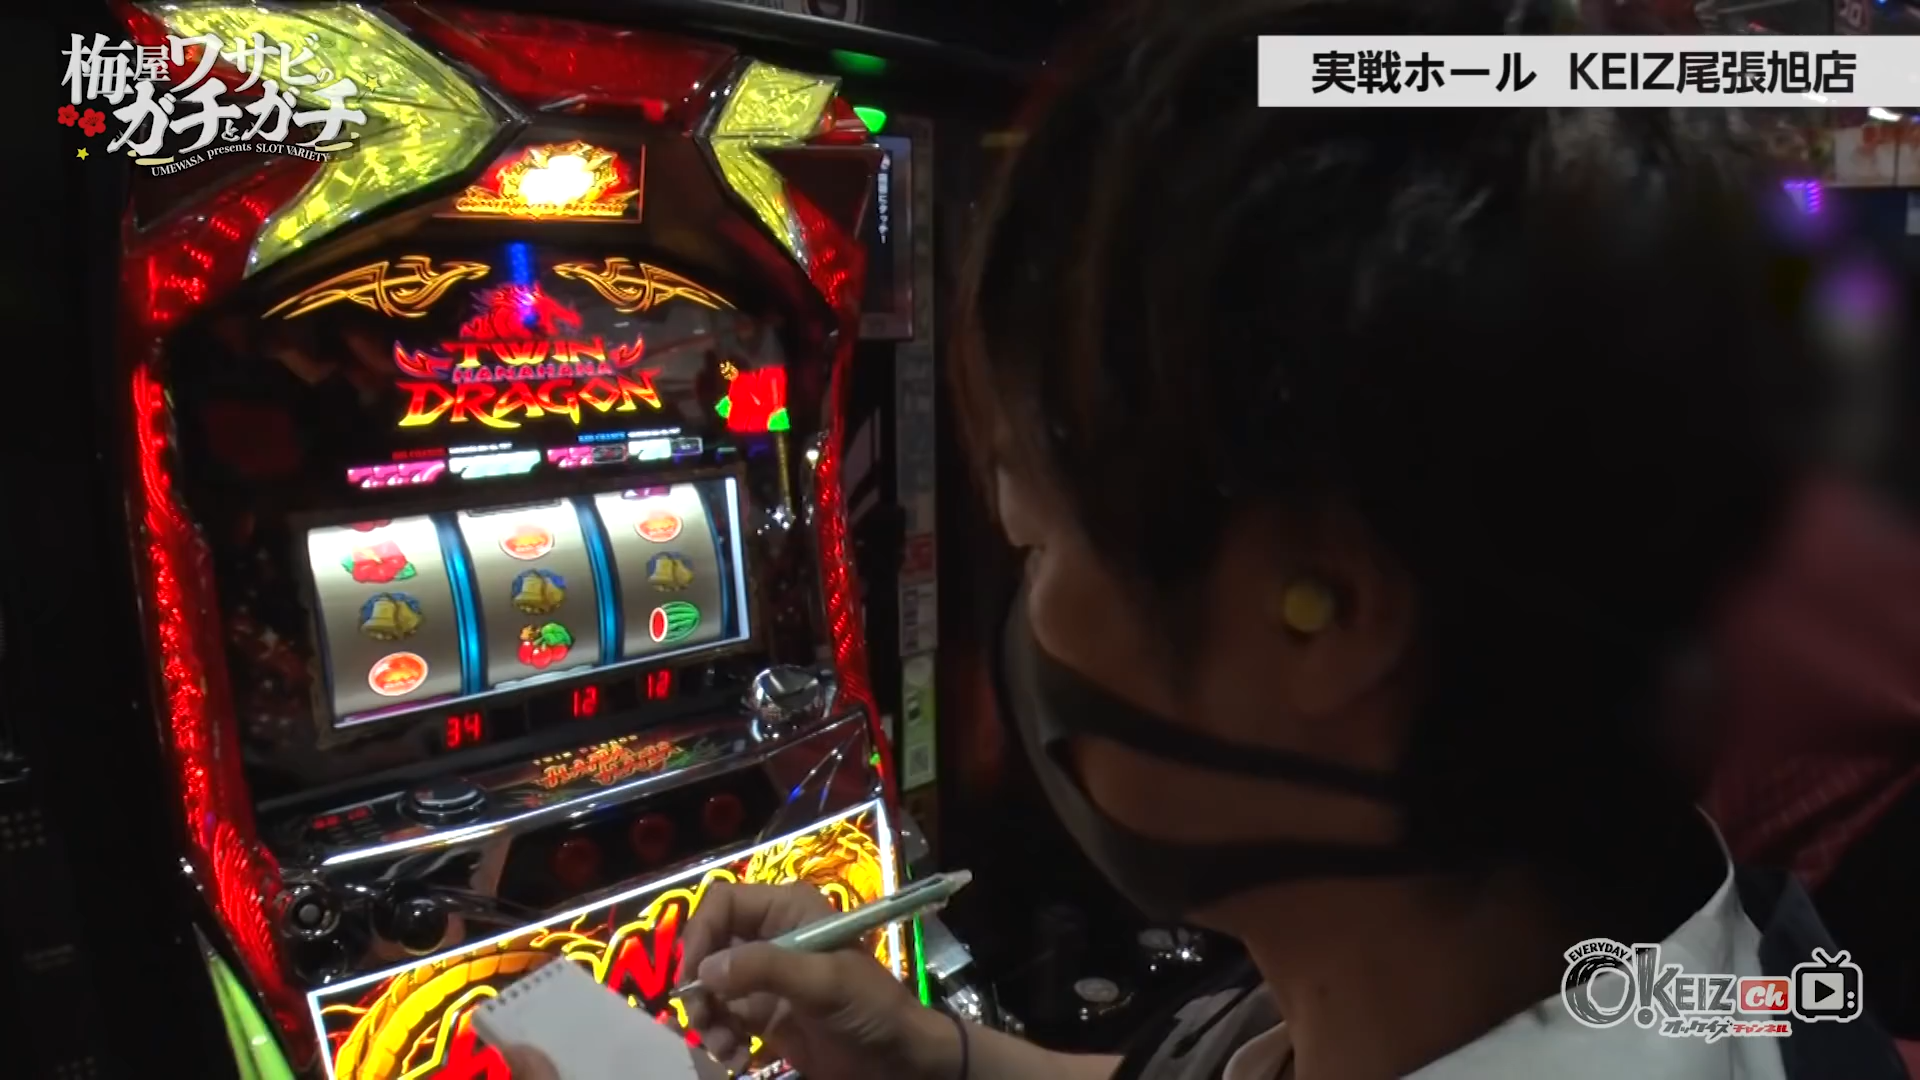 梅屋ワサビの
ガチとガチ
UMEWASA presents SLOT VARIETY
実戦ホール KEIZ尾張旭店
TWIN
HANAHANA
DRAGON
34
12
12
EVERYDAY
O!KEIZ ch
オッケイズチャンネル